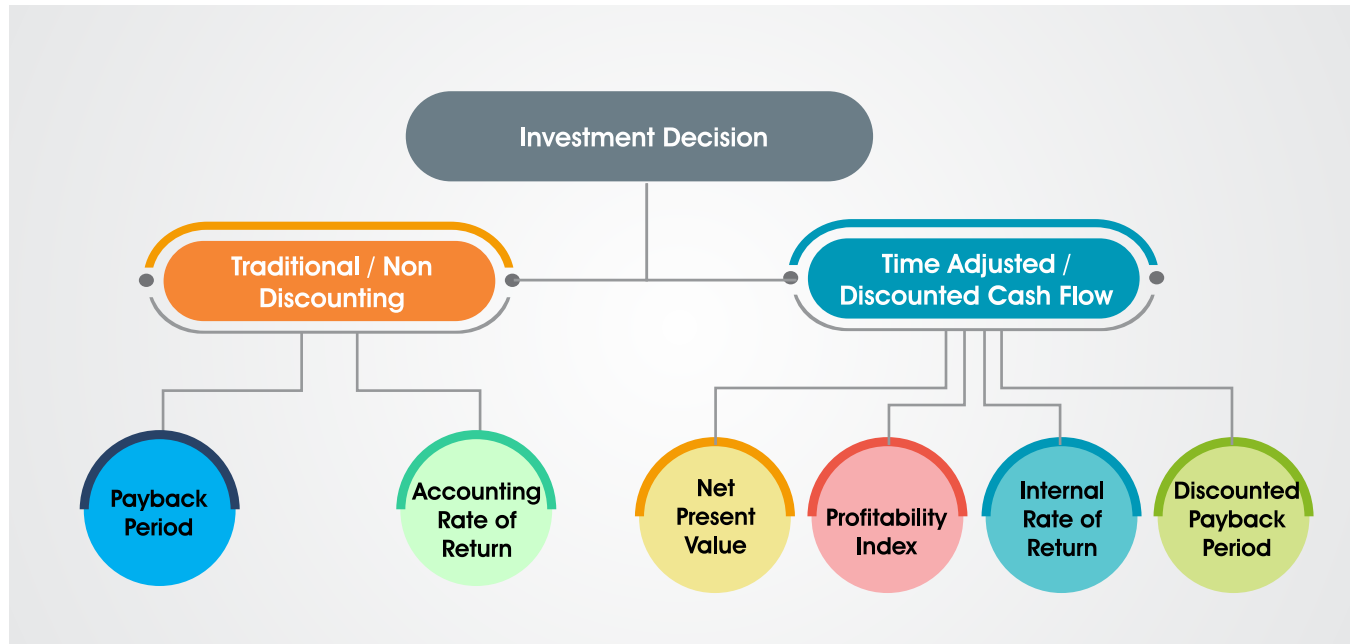 Investment Decision
Traditional / Non
Discounting
Time Adjusted /
Discounted Cash Flow
Payback
Period
Accounting
Rate of
Return
Net
Present
Value
Profitability
Index
Internal
Rate of
Return
Discounted
Payback
Period